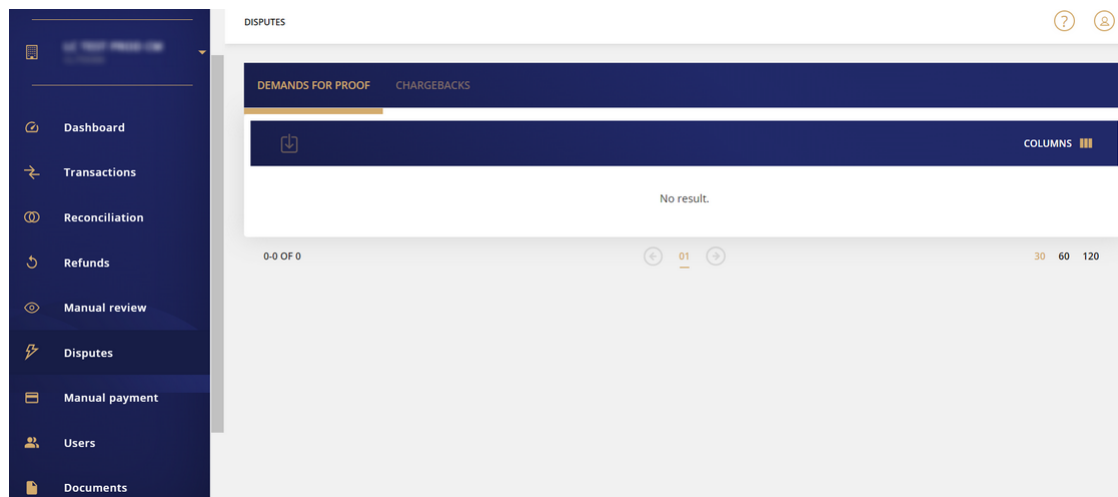 DISPUTES
?
Dashboard
Transactions
Reconciliation
Refunds
Manual review
Disputes
Manual payment
Users
Documents
DEMANDS FOR PROOF CHARGEBACKS
COLUMNS
No result.
0-0 OF 0 01 30 60 120